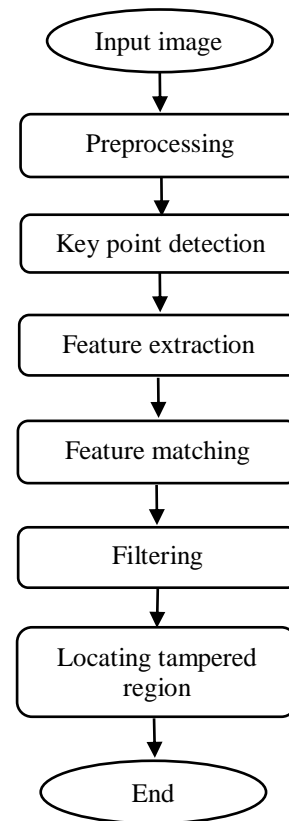 Input image
Preprocessing
Key point detection
Feature extraction
Feature matching
Filtering
Locating tampered
region
End